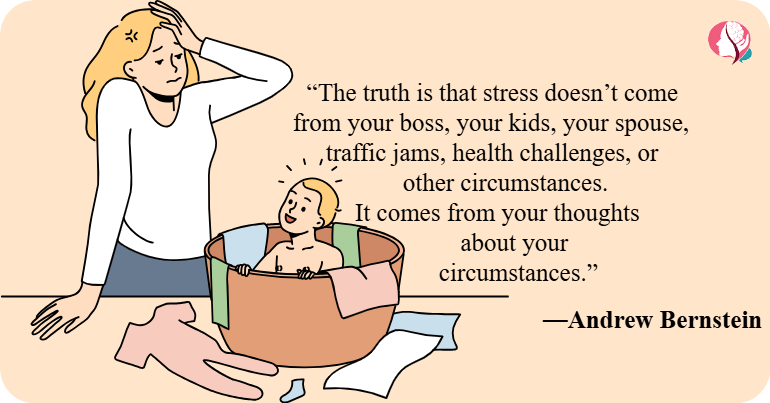 “The truth is that stress doesn’t come
from your boss, your kids, your spouse,
traffic jams, health challenges, or
other circumstances.
It comes from your thoughts
about your
circumstances.”
—Andrew Bernstein